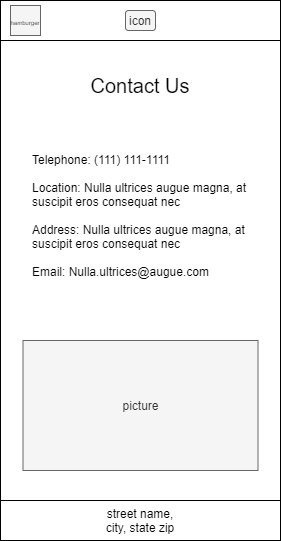 hamburger
icon
Contact Us
Telephone: (111) 111-1111
Location: Nulla ultrices augue magna, at
suscipit eros consequat nec
Address: Nulla ultrices augue magna, at
suscipit eros consequat nec
Email: Nulla.ultrices@augue.com
picture
street name,
city, state zip